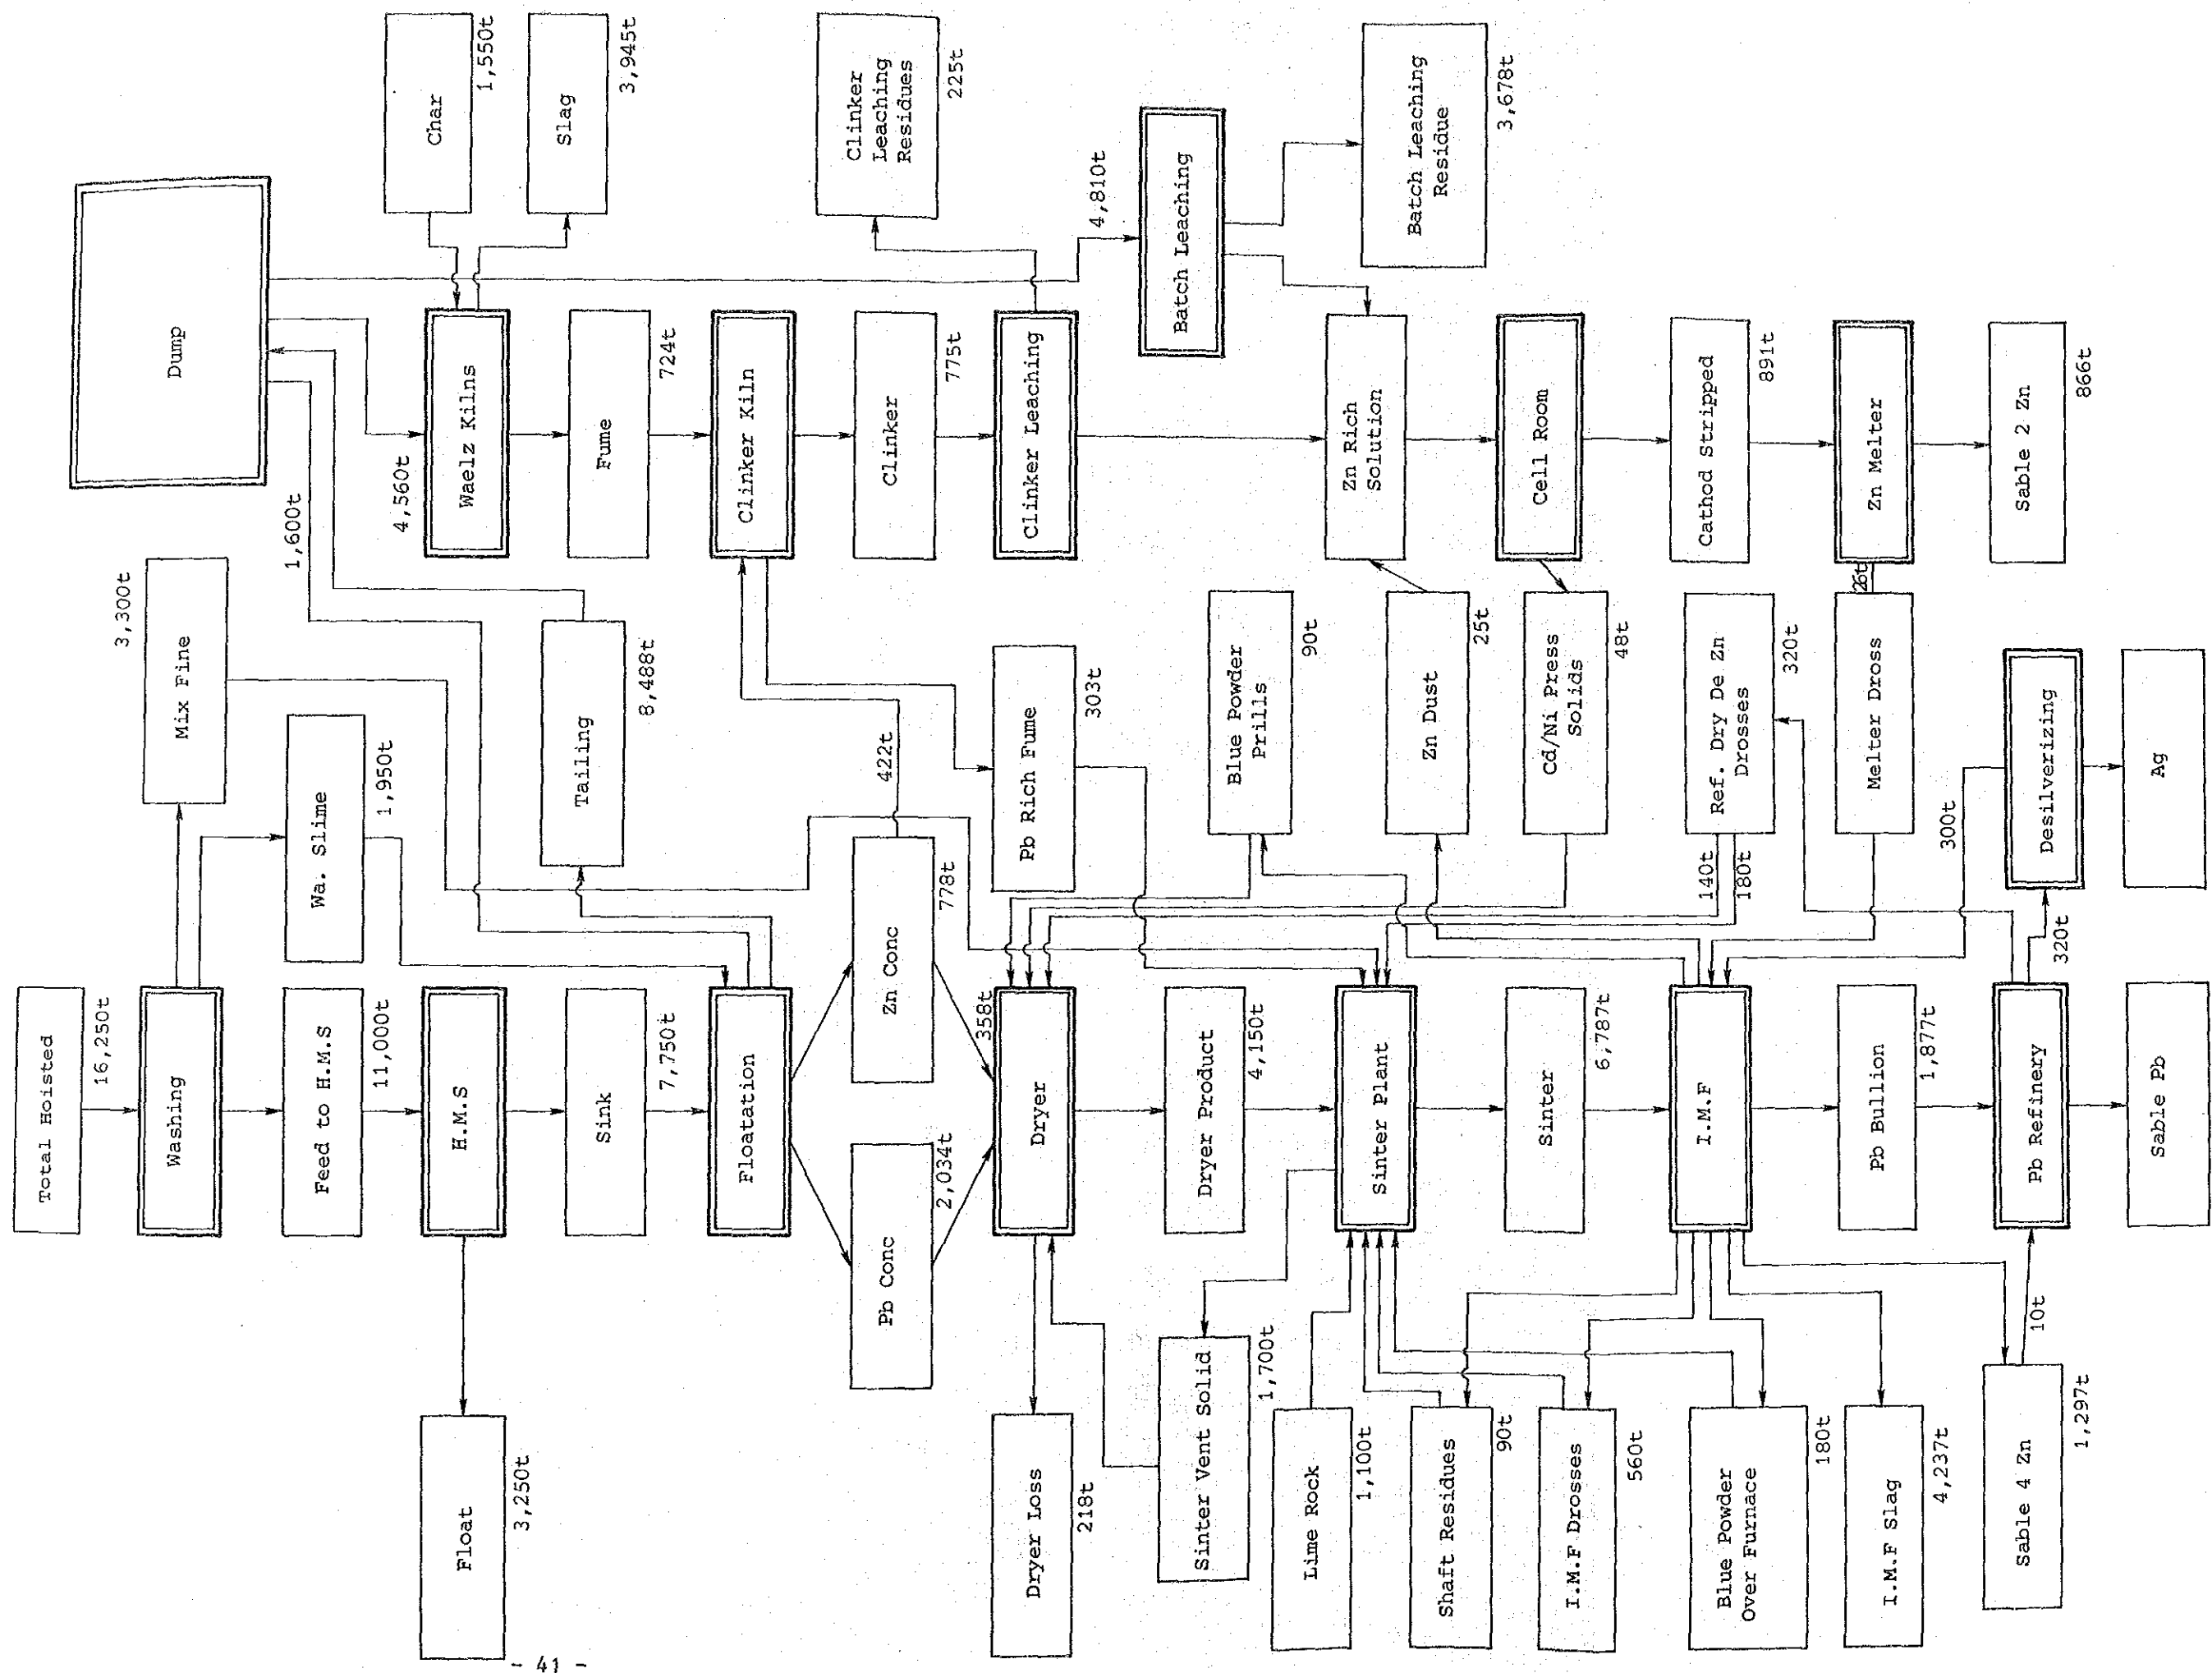 Total Hoisted
16,250t
Washing
Feed to H.M.S
11,000t
H.M.S
Sink
7,750t
Floatation
Float
3,250t
Mix Fine
3,300t
Wa. Slime
1,950t
Tailing
8,488t
Dump
1,600t
4,560t
Waelz Kilns
Char
1,550t
Slag
3,945t
Fume
724t
Clinker Kiln
Clinker
775t
Clinker Leaching
Clinker
Leaching
Residues
225t
4,810t
Batch Leaching
Batch Leaching
Residue
3,678t
Pb Conc
2,034t
Zn Conc
778t
422t
358t
Dryer
Dryer Loss
218t
Dryer Product
4,150t
Pb Rich Fume
303t
Sinter Vent Solid
1,700t
Lime Rock
1,100t
Sinter Plant
Shaft Residues
90t
I.M.F Drosses
560t
Blue Powder
Over Furnace
180t
I.M.F Slag
4,237t
Sable 4 Zn
1,297t
10t
Sinter
6,787t
I.M.F
Pb Bullion
1,877t
Pb Refinery
Sable Pb
Blue Powder
Prills
90t
Zn Dust
25t
Cd/Ni Press
Solids
48t
Ref. Dry De Zn
Drosses
320t
140t
180t
Melter Dross
26t
300t
320t
Desilverizing
Ag
Zn Rich
Solution
Cell Room
Cathod Stripped
891t
Zn Melter
Sable 2 Zn
866t
- 41 -